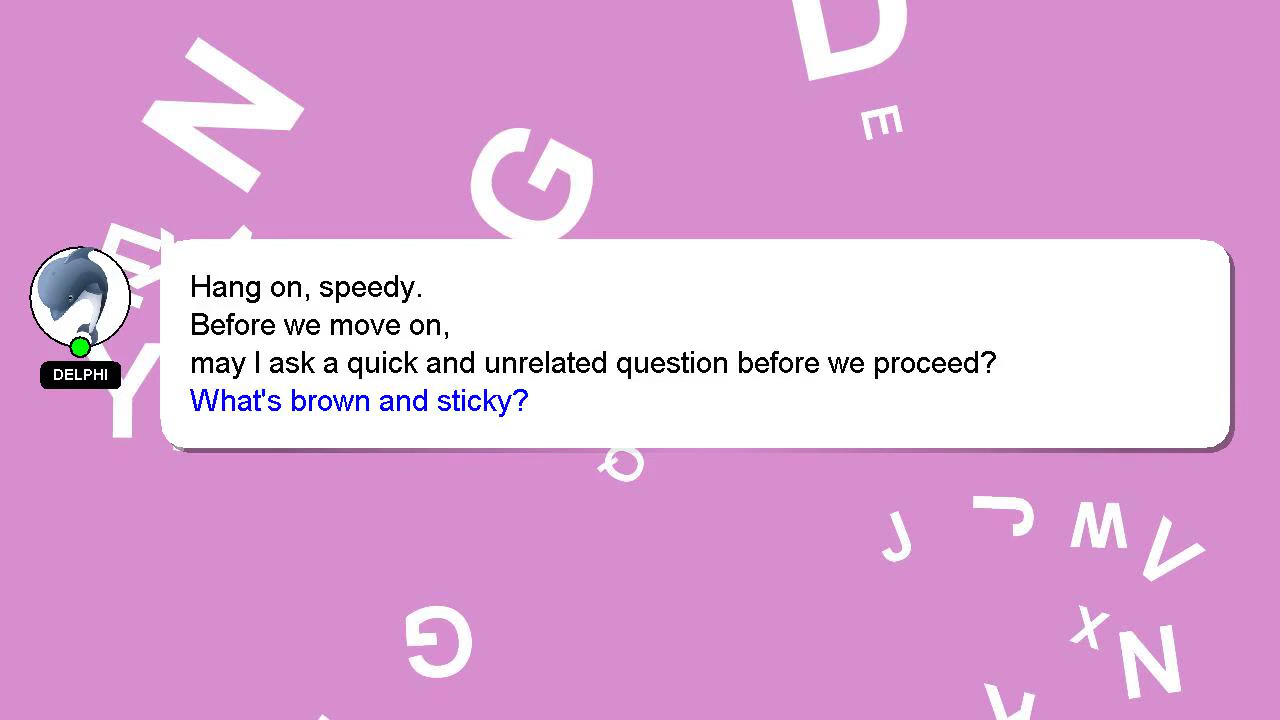 D
N
E
G
Hang on, speedy.
Before we move on,
may I ask a quick and unrelated question before we proceed?
What's brown and sticky?
DELPHI
Y
Q
J
J
W
V
X
G
N